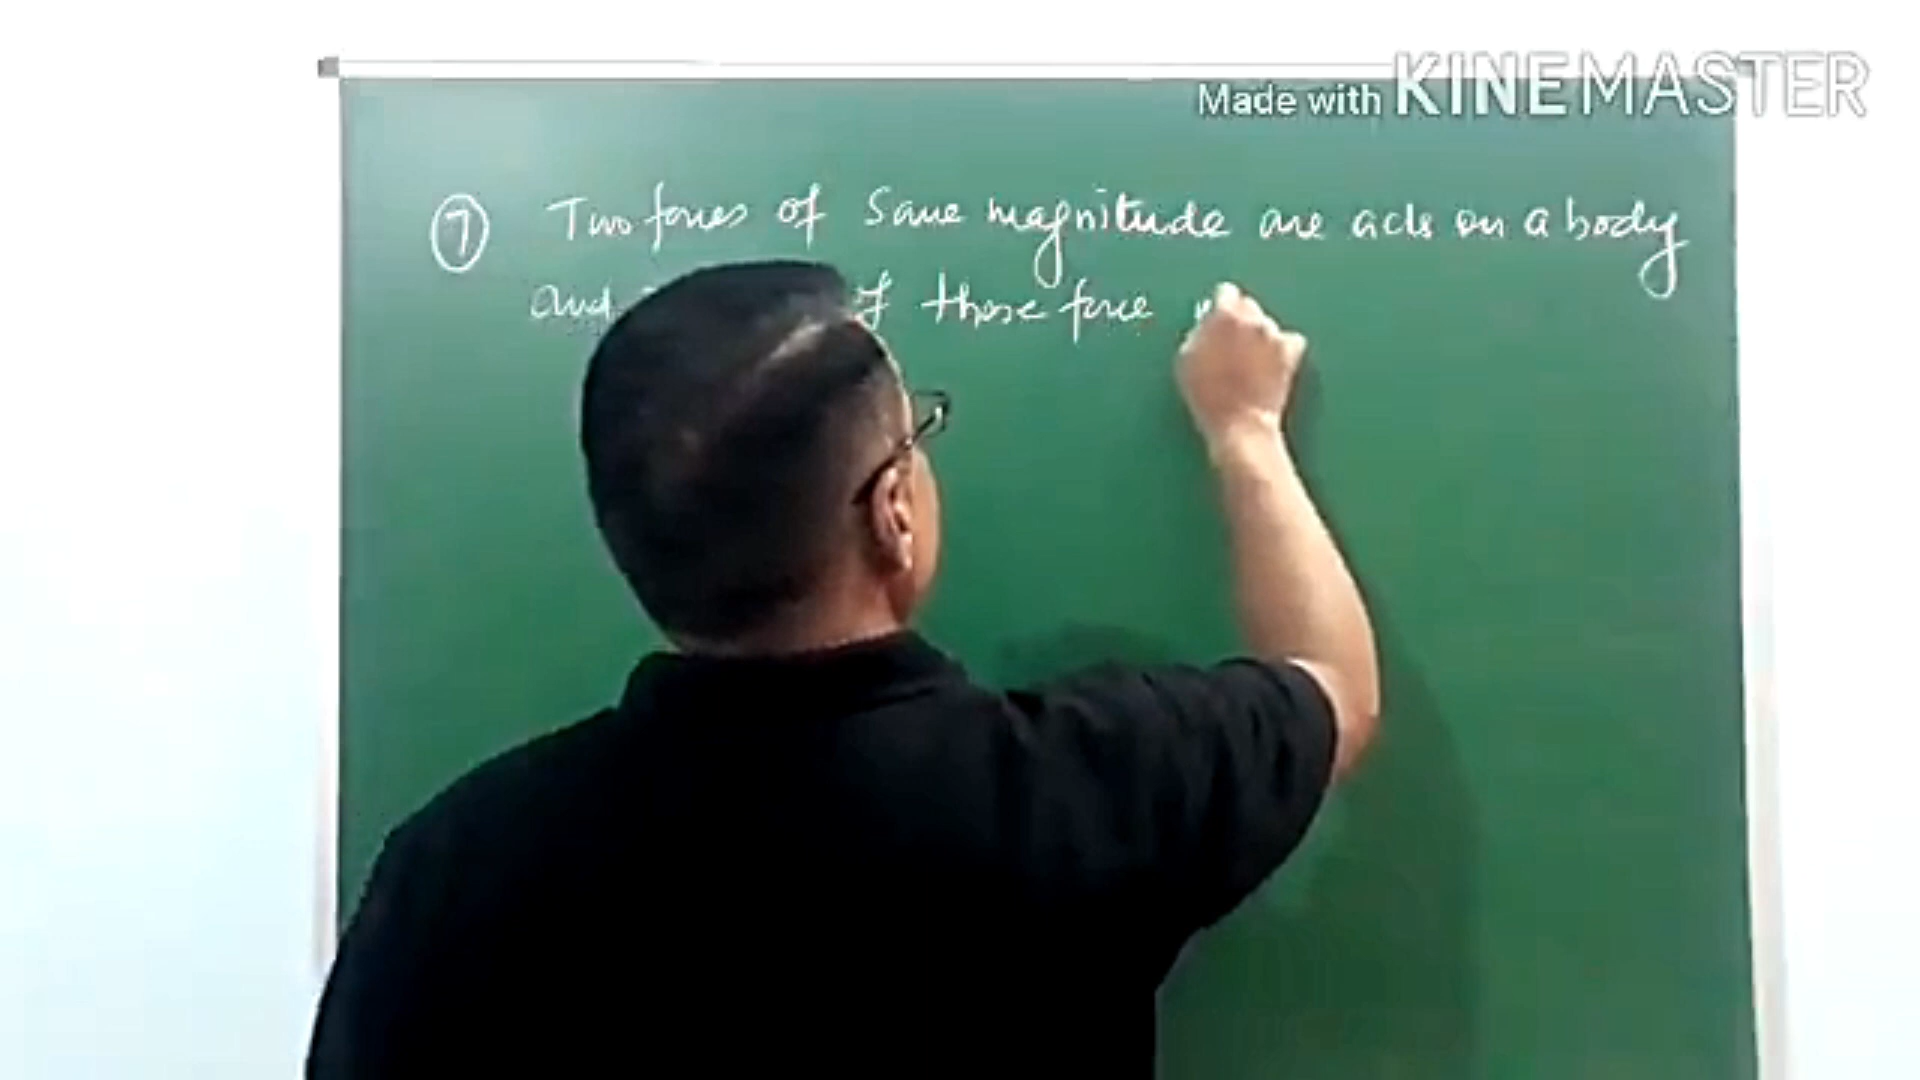 Made with KINEMASTER
7 Two forces of same magnitude are acts on a body
and of those force